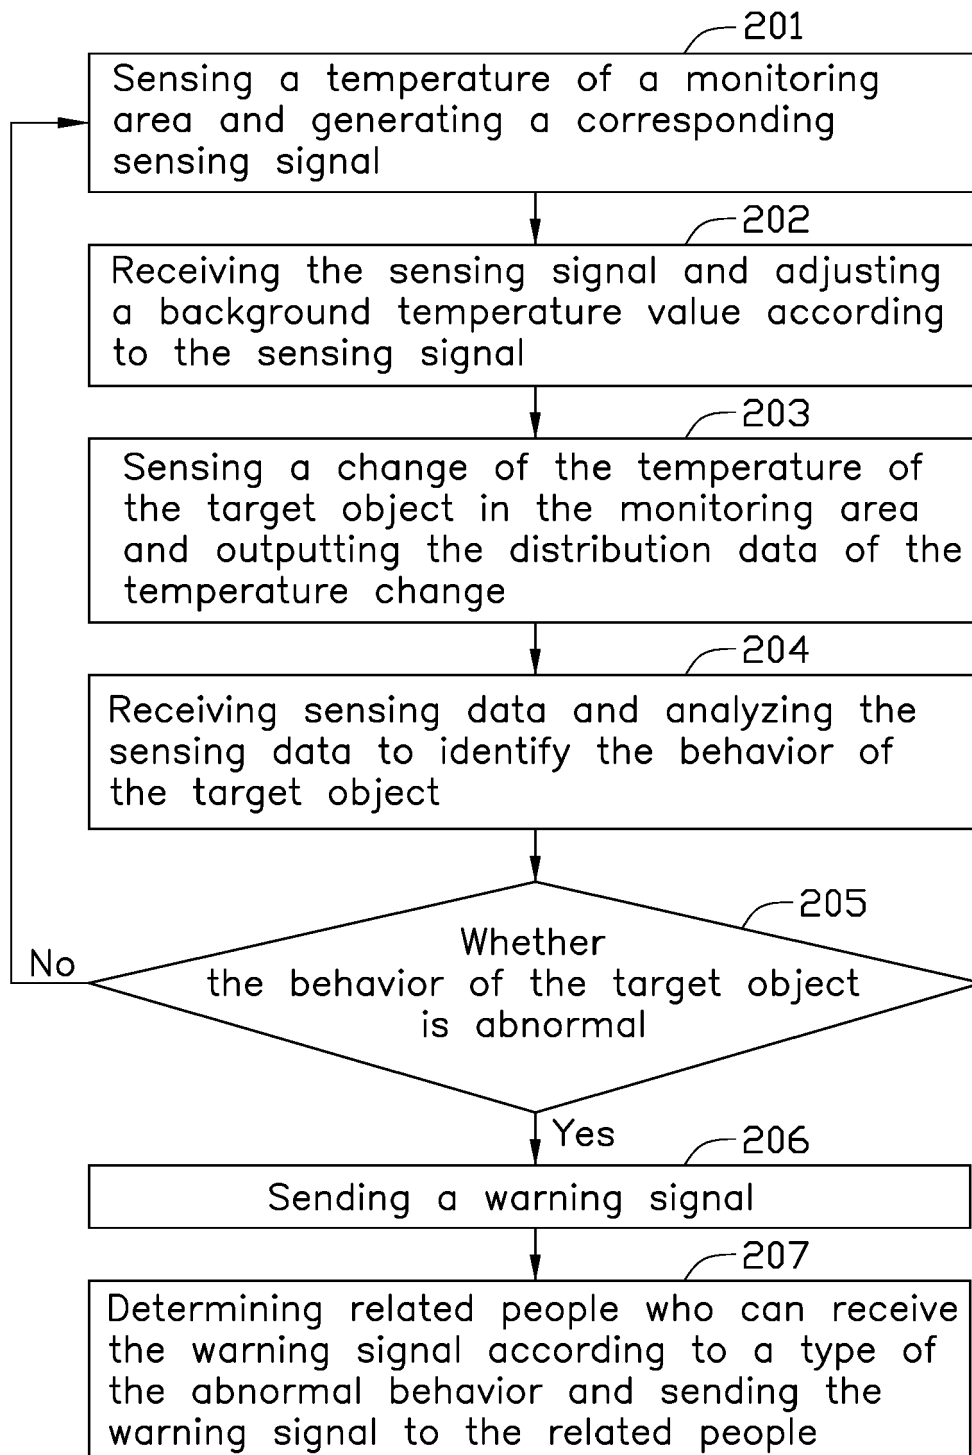 201
Sensing a temperature of a monitoring
area and generating a corresponding
sensing signal
202
Receiving the sensing signal and adjusting
a background temperature value according
to the sensing signal
203
Sensing a change of the temperature of
the target object in the monitoring area
and outputting the distribution data of the
temperature change
204
Receiving sensing data and analyzing the
sensing data to identify the behavior of
the target object
205
Whether
the behavior of the target object
is abnormal
No
Yes
206
Sending a warning signal
207
Determining related people who can receive
the warning signal according to a type of
the abnormal behavior and sending the
warning signal to the related people